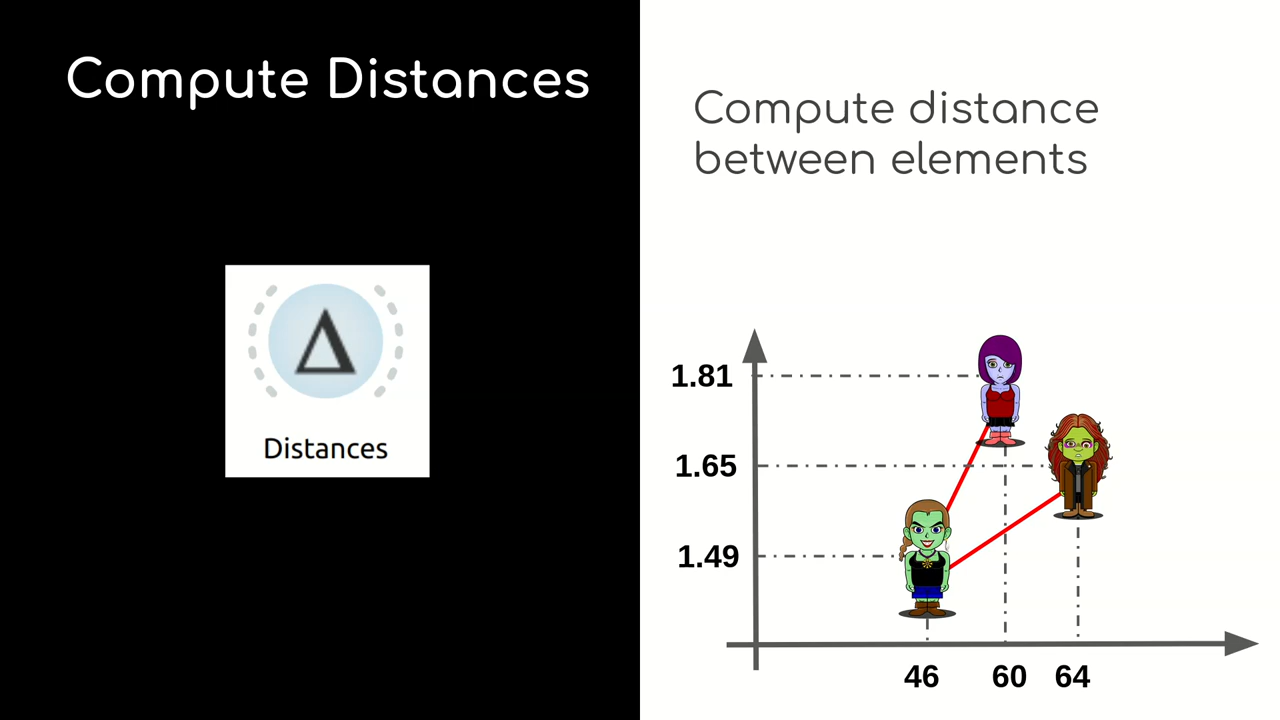 Compute Distances
Distances
Compute distance
between elements
1.81
1.65
1.49
46 60 64